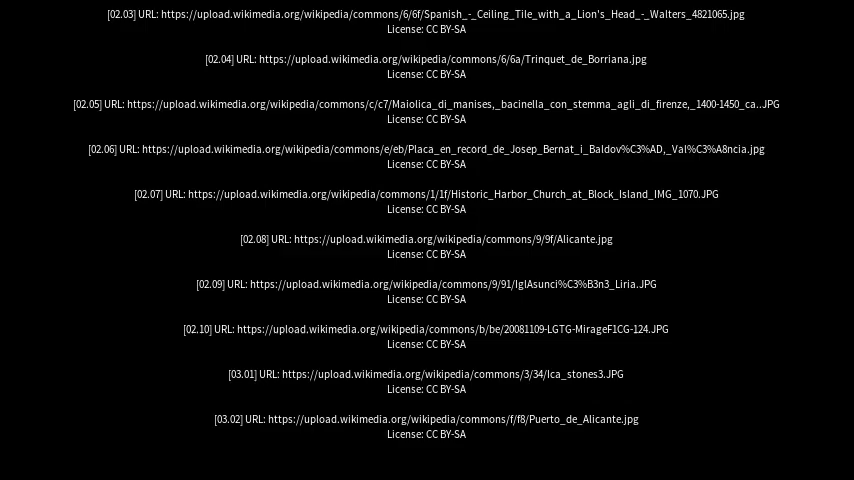 [02.03] URL: https://upload.wikimedia.org/wikipedia/commons/6/6f/Spanish_-_Ceiling_Tile_with_a_Lion's_Head_-_Walters_4821065.jpg
License: CC BY-SA
[02.04] URL: https://upload.wikimedia.org/wikipedia/commons/6/6a/Trinquet_de_Borriana.jpg
License: CC BY-SA
[02.05] URL: https://upload.wikimedia.org/wikipedia/commons/c/c7/Maiolica_di_manises,_bacinella_con_stemma_agli_di_firenze,_1400-1450_ca..JPG
License: CC BY-SA
[02.06] URL: https://upload.wikimedia.org/wikipedia/commons/e/eb/Placa_en_record_de_Josep_Bernat_i_Baldov%C3%AD,_Val%C3%A8ncia.jpg
License: CC BY-SA
[02.07] URL: https://upload.wikimedia.org/wikipedia/commons/1/1f/Historic_Harbor_Church_at_Block_Island_IMG_1070.JPG
License: CC BY-SA
[02.08] URL: https://upload.wikimedia.org/wikipedia/commons/9/9f/Alicante.jpg
License: CC BY-SA
[02.09] URL: https://upload.wikimedia.org/wikipedia/commons/9/91/IglAsunci%C3%B3n3_Liria.JPG
License: CC BY-SA
[02.10] URL: https://upload.wikimedia.org/wikipedia/commons/b/be/20081109-LGTG-MirageF1CG-124.JPG
License: CC BY-SA
[03.01] URL: https://upload.wikimedia.org/wikipedia/commons/3/34/Ica_stones3.JPG
License: CC BY-SA
[03.02] URL: https://upload.wikimedia.org/wikipedia/commons/f/f8/Puerto_de_Alicante.jpg
License: CC BY-SA